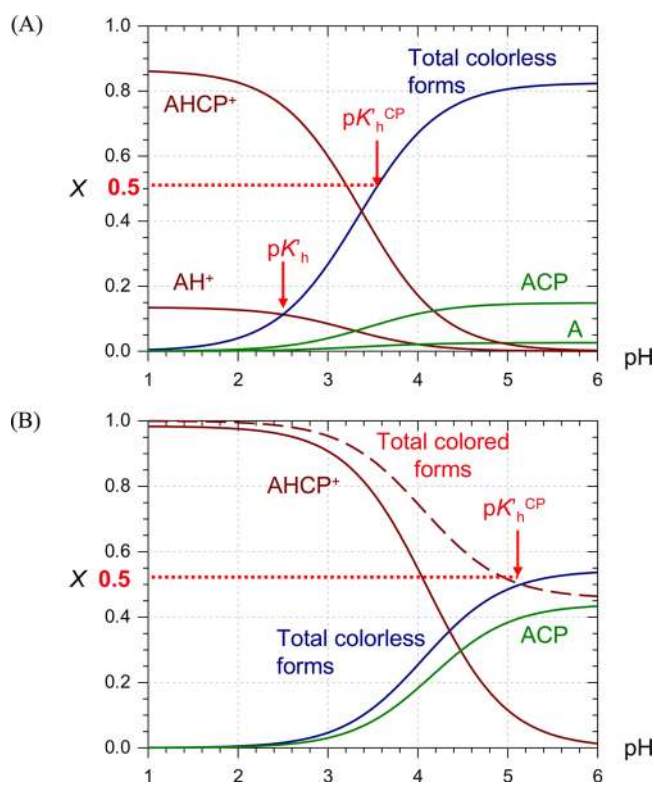 (A)
1.0
Total colorless
forms
0.8
AHCP⁺
pK'ₕᶜᴾ
0.6
X 0.5
0.4
pK'ₕ
0.2
AH⁺
ACP
A
0.0
1 2 3 4 5 6 pH
(B)
1.0
Total colored
forms
AHCP⁺
0.8
pK'ₕᶜᴾ
0.6
X 0.5
0.4
Total colorless
forms
ACP
0.2
0.0
1 2 3 4 5 6 pH